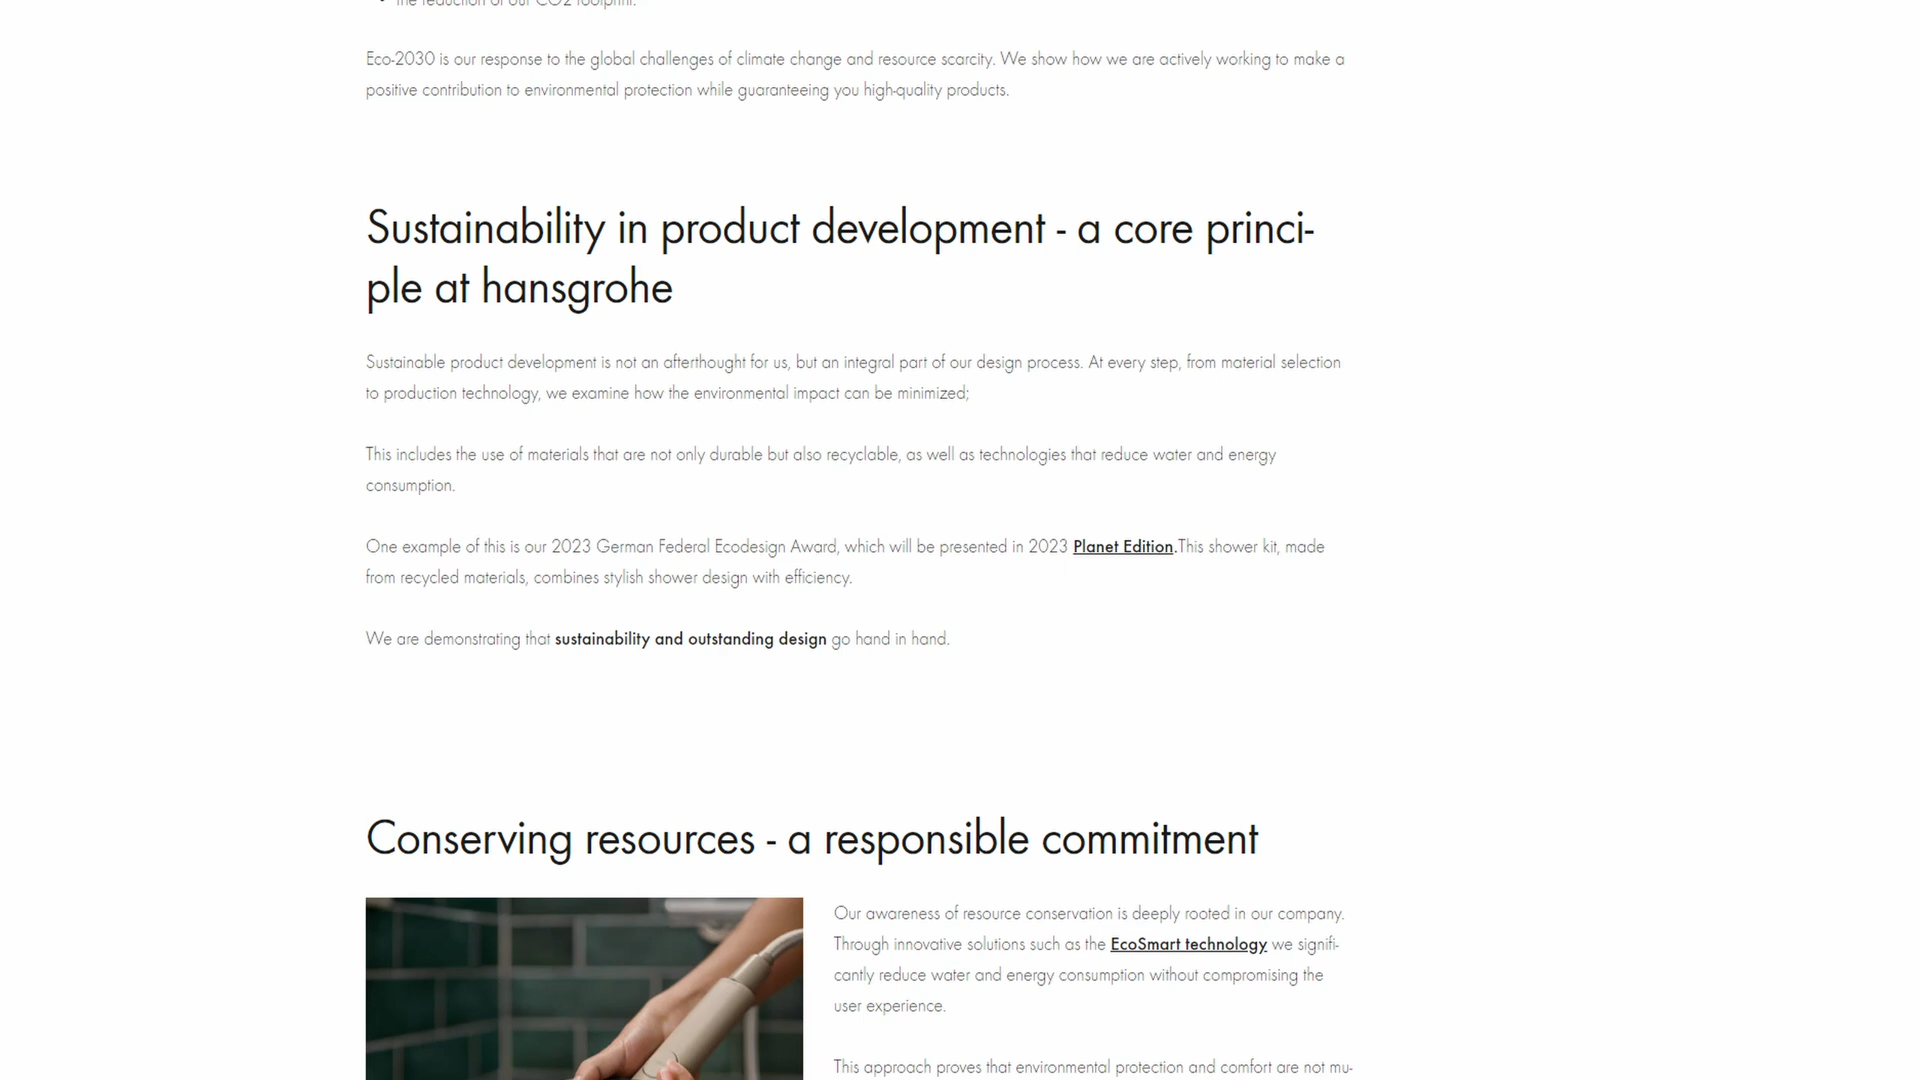 • the reduction of our CO2 footprint.
Eco-2030 is our response to the global challenges of climate change and resource scarcity. We show how we are actively working to make a
positive contribution to environmental protection while guaranteeing you high-quality products.
Sustainability in product development - a core princi-
ple at hansgrohe
Sustainable product development is not an afterthought for us, but an integral part of our design process. At every step, from material selection
to production technology, we examine how the environmental impact can be minimized;
This includes the use of materials that are not only durable but also recyclable, as well as technologies that reduce water and energy
consumption.
One example of this is our 2023 German Federal Ecodesign Award, which will be presented in 2023 Planet Edition.This shower kit, made
from recycled materials, combines stylish shower design with efficiency.
We are demonstrating that sustainability and outstanding design go hand in hand.
Conserving resources - a responsible commitment
Our awareness of resource conservation is deeply rooted in our company.
Through innovative solutions such as the EcoSmart technology we signifi-
cantly reduce water and energy consumption without compromising the
user experience.
This approach proves that environmental protection and comfort are not mu-